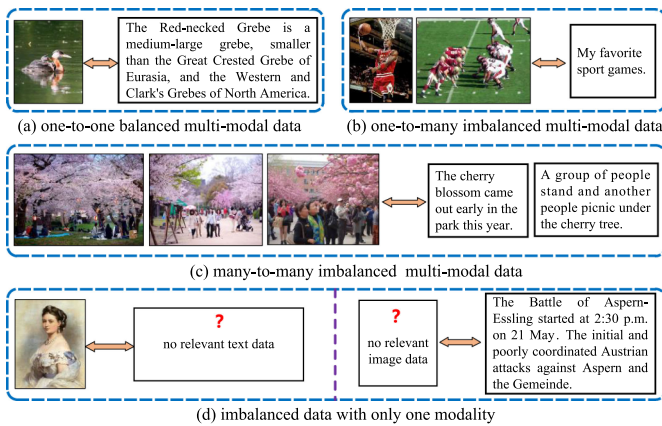 The Red-necked Grebe is a
medium-large grebe, smaller
than the Great Crested Grebe of
Eurasia, and the Western and
Clark's Grebes of North America.
(a) one-to-one balanced multi-modal data
My favorite
sport games.
(b) one-to-many imbalanced multi-modal data
The cherry
blossom came
out early in the
park this year.
A group of people
stand and another
people picnic under
the cherry tree.
(c) many-to-many imbalanced multi-modal data
?
no relevant text data
?
no relevant
image data
The Battle of Aspern-
Essling started at 2:30 p.m.
on 21 May. The initial and
poorly coordinated Austrian
attacks against Aspern and
the Gemeinde.
(d) imbalanced data with only one modality